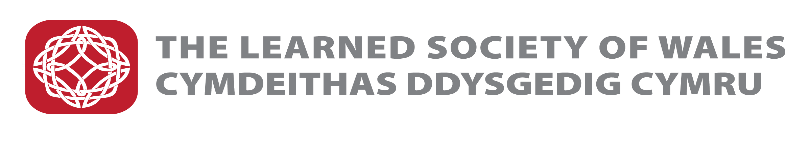 THE LEARNED SOCIETY OF WALES
CYMDEITHAS DDYSGEDIG CYMRU